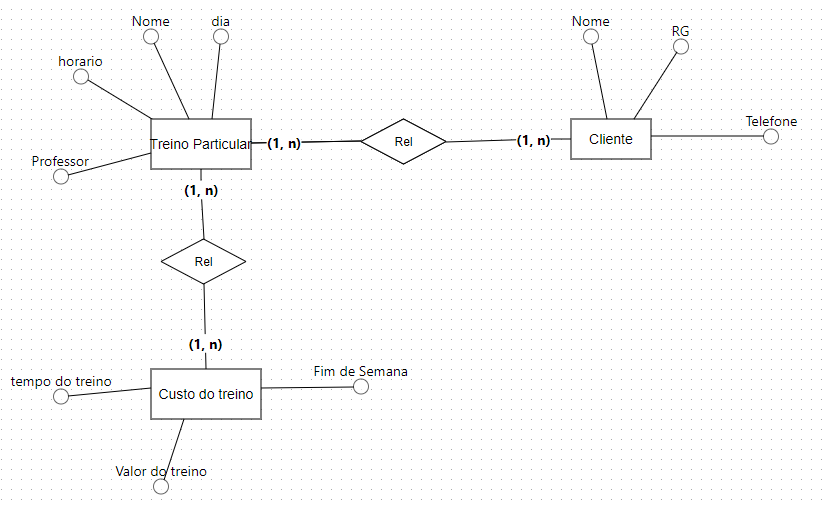 Nome
dia
Nome
RG
horario
Telefone
Treino Particular
(1, n)
Rel
(1, n)
Cliente
Professor
(1, n)
Rel
(1, n)
tempo do treino
Fim de Semana
Custo do treino
Valor do treino